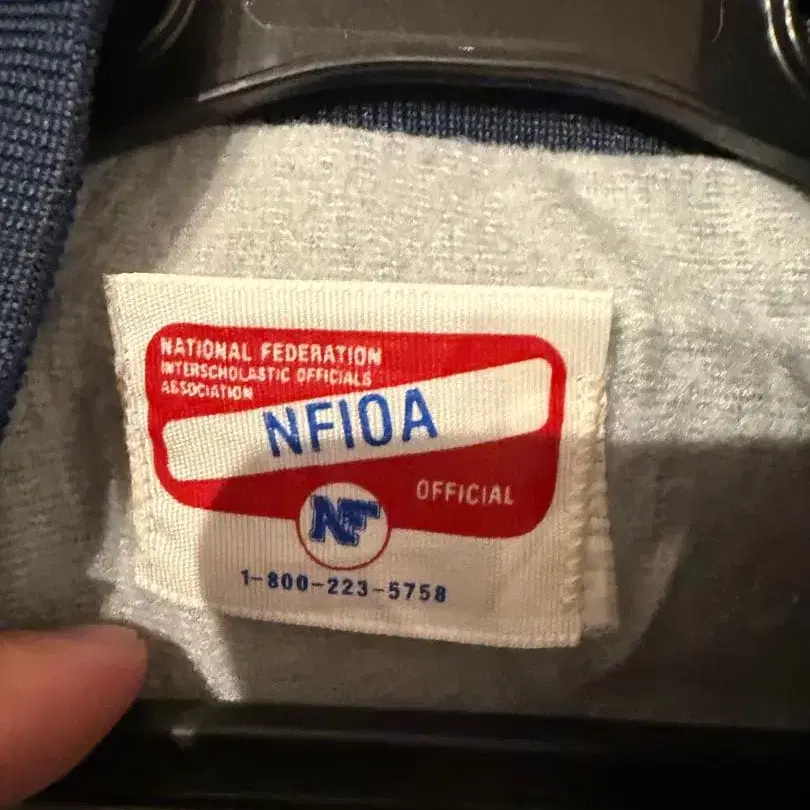 NATIONAL FEDERATION
INTERSCHOLASTIC OFFICIALS
ASSOCIATION
NFIOA
OFFICIAL
NF
1-800-223-5758